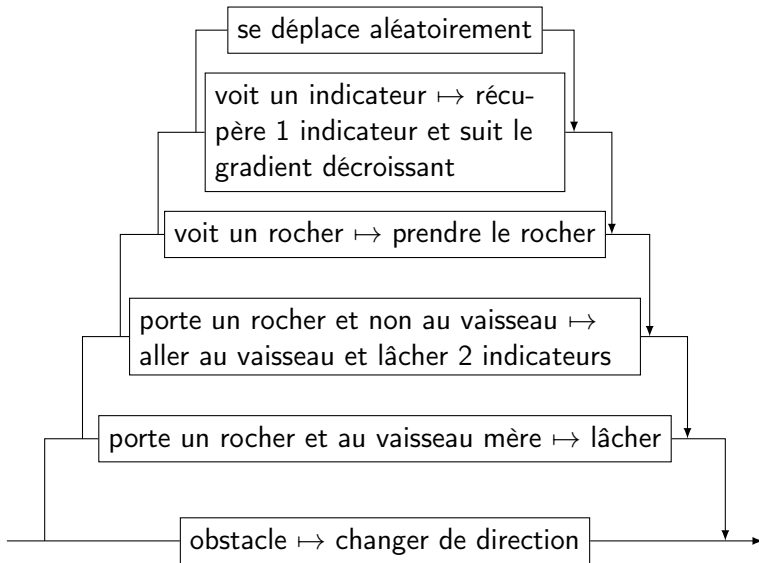 se déplace aléatoirement
voit un indicateur ↦ récu-
père 1 indicateur et suit le
gradient décroissant
voit un rocher ↦ prendre le rocher
porte un rocher et non au vaisseau ↦
aller au vaisseau et lâcher 2 indicateurs
porte un rocher et au vaisseau mère ↦ lâcher
obstacle ↦ changer de direction